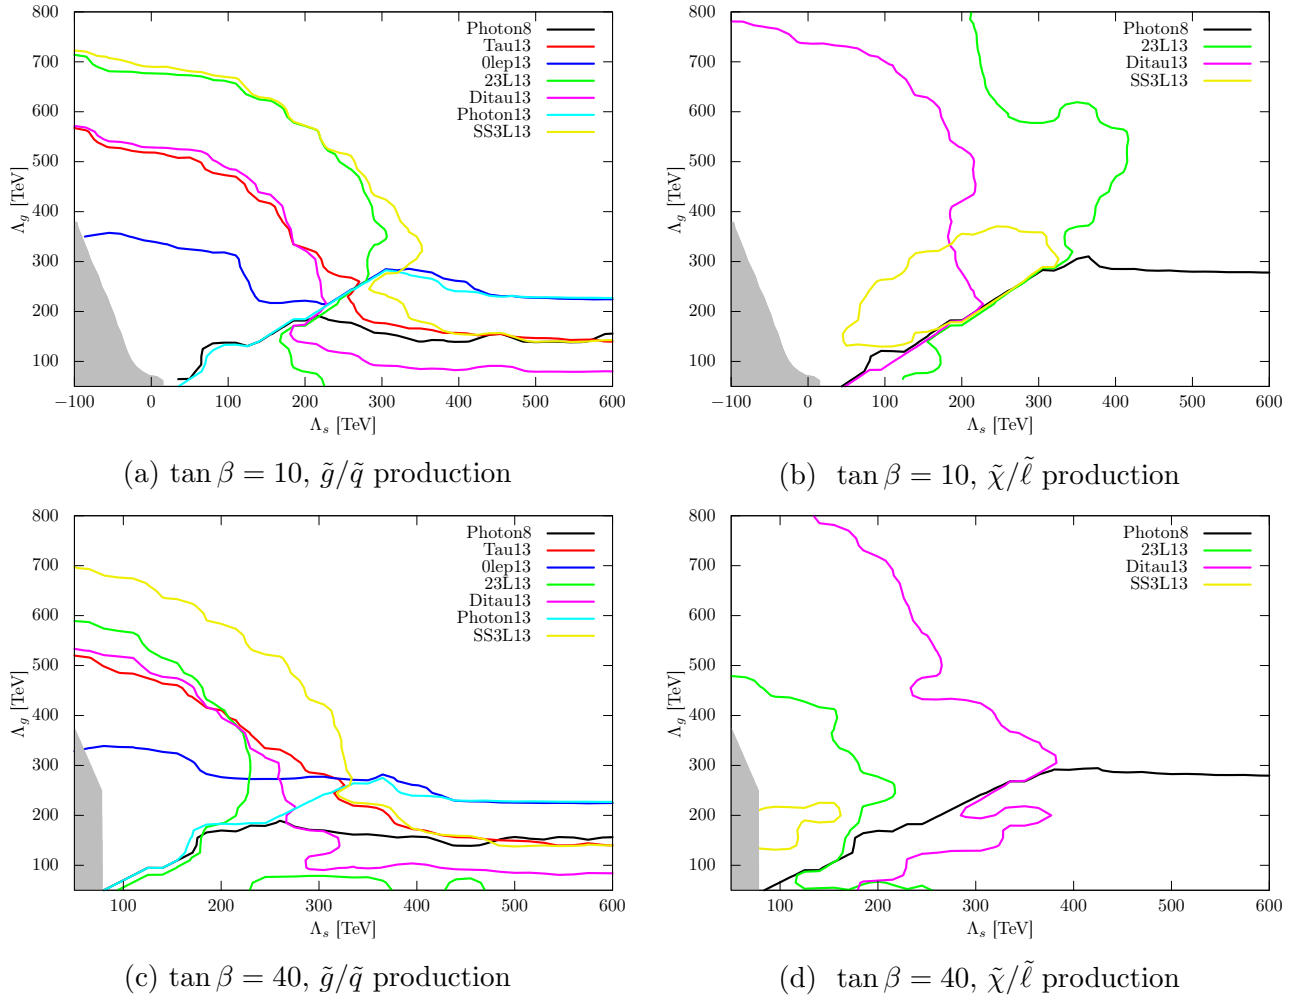 800
700
600
500
400
300
200
100
Λg [TeV]
−100 0 100 200 300 400 500 600
Λs [TeV]
Photon8
Tau13
0lep13
23L13
Ditau13
Photon13
SS3L13
(a) tan β = 10, g̃/q̃ production
800
700
600
500
400
300
200
100
Λg [TeV]
−100 0 100 200 300 400 500 600
Λs [TeV]
Photon8
23L13
Ditau13
SS3L13
(b) tan β = 10, χ̃/ℓ̃ production
800
700
600
500
400
300
200
100
Λg [TeV]
100 200 300 400 500 600
Λs [TeV]
Photon8
Tau13
0lep13
23L13
Ditau13
Photon13
SS3L13
(c) tan β = 40, g̃/q̃ production
800
700
600
500
400
300
200
100
Λg [TeV]
100 200 300 400 500 600
Λs [TeV]
Photon8
23L13
Ditau13
SS3L13
(d) tan β = 40, χ̃/ℓ̃ production